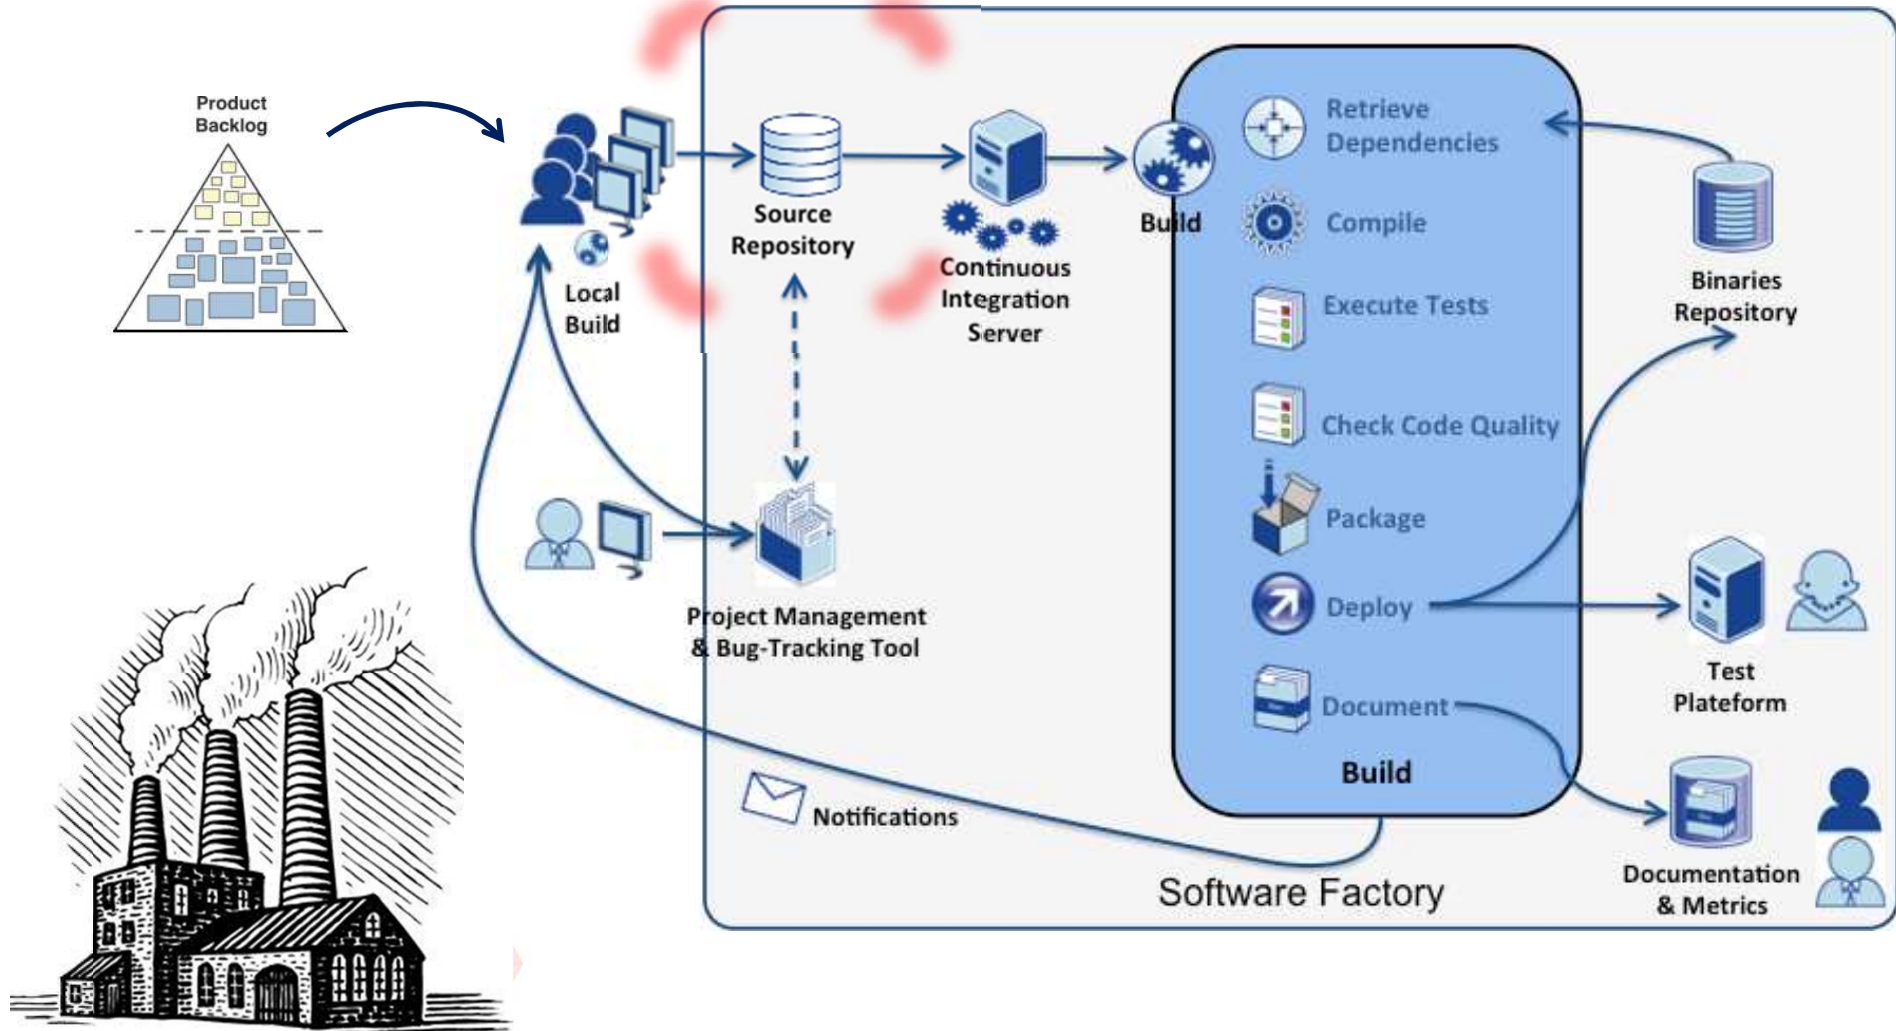 Product
Backlog
Local
Build
Source
Repository
Continuous
Integration
Server
Build
Retrieve
Dependencies
Compile
Execute Tests
Check Code Quality
Package
Deploy
Document
Build
Binaries
Repository
Project Management
& Bug-Tracking Tool
Test
Plateform
Notifications
Documentation
& Metrics
Software Factory